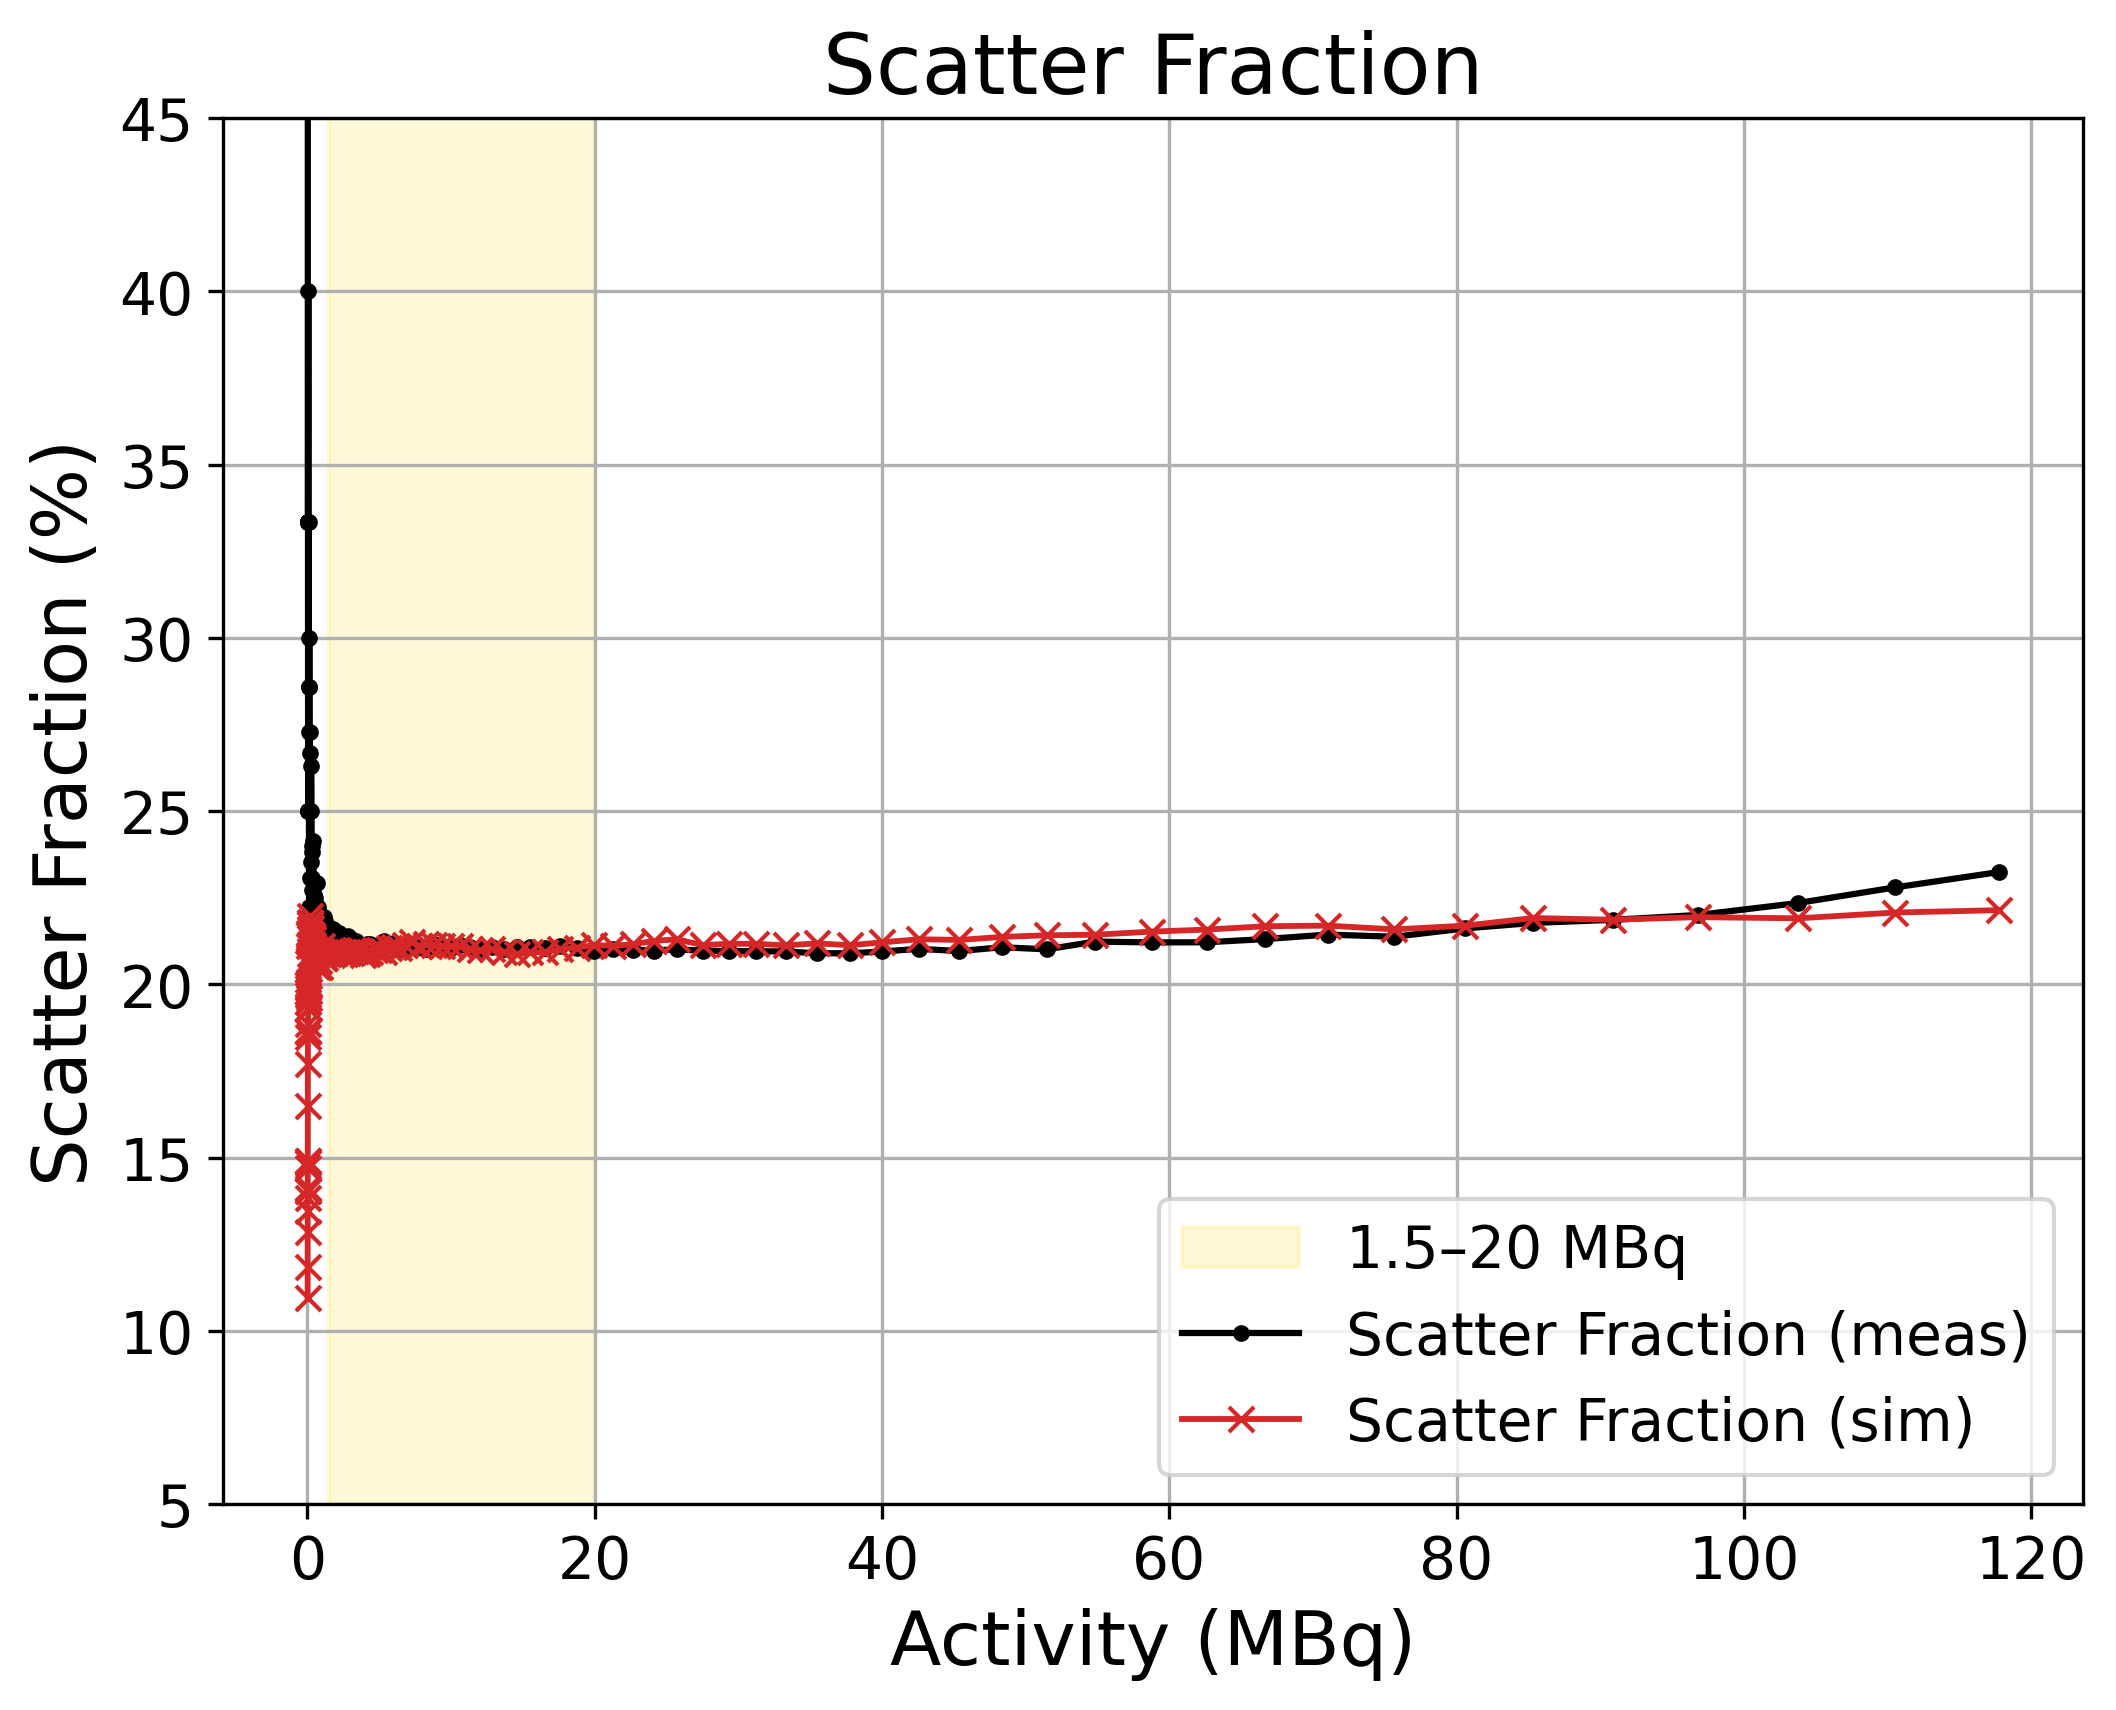 Scatter Fraction
45
40
35
30
25
20
15
10
5
Scatter Fraction (%)
1.5–20 MBq
Scatter Fraction (meas)
Scatter Fraction (sim)
0 20 40 60 80 100 120
Activity (MBq)